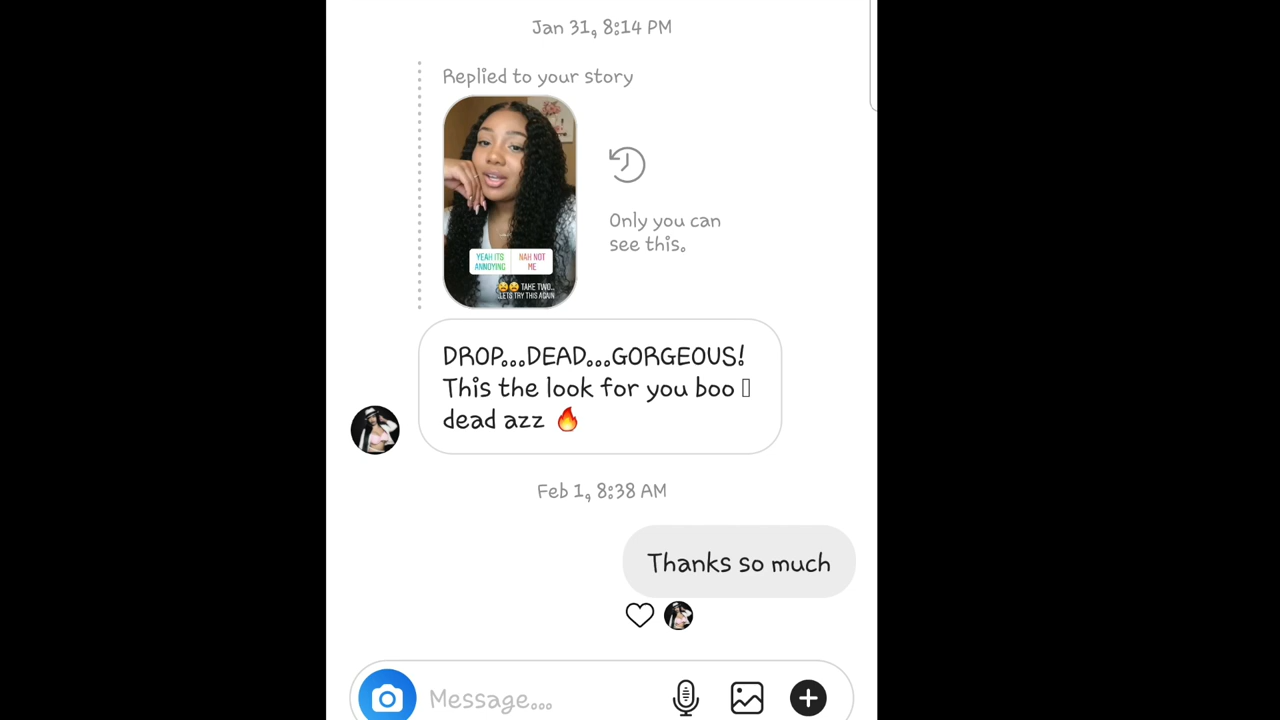 Jan 31, 8:14 PM
Replied to your story
YEAH ITS
ANNOYING
NAH NOT
ME
😫😫 TAKE TWO..
LETS TRY THIS AGAIN
Only you can
see this.
DROP...DEAD...GORGEOUS!
This the look for you boo ▯
dead azz 🔥
Feb 1, 8:38 AM
Thanks so much
Message...